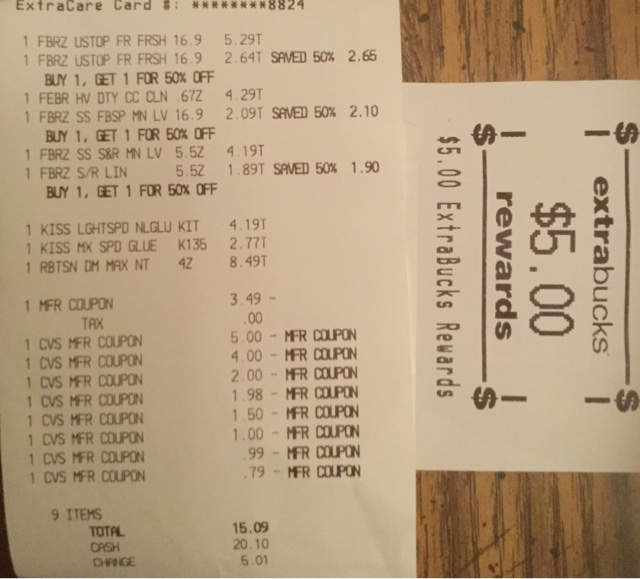 ExtraCare Card #: ********8824
1 FBRZ USTOP FR FRSH 16.9 5.29T
1 FBRZ USTOP FR FRSH 16.9 2.64T SAVED 50% 2.65
BUY 1, GET 1 FOR 50% OFF
1 FEBR HV DTY CC CLN .67Z 4.29T
1 FBRZ SS FBSP MN LV 16.9 2.09T SAVED 50% 2.10
BUY 1, GET 1 FOR 50% OFF
1 FBRZ SS S&R MN LV 5.5Z 4.19T
1 FBRZ S/R LIN 5.5Z 1.89T SAVED 50% 1.90
BUY 1, GET 1 FOR 50% OFF
1 KISS LGHTSPD NLGLU KIT 4.19T
1 KISS MX SPD GLUE K135 2.77T
1 RBTSN DM MAX NT 4Z 8.49T
1 MFR COUPON 3.49 -
TAX .00
1 CVS MFR COUPON 5.00 - MFR COUPON
1 CVS MFR COUPON 4.00 - MFR COUPON
1 CVS MFR COUPON 2.00 - MFR COUPON
1 CVS MFR COUPON 1.98 - MFR COUPON
1 CVS MFR COUPON 1.50 - MFR COUPON
1 CVS MFR COUPON 1.00 - MFR COUPON
1 CVS MFR COUPON .99 - MFR COUPON
1 CVS MFR COUPON .79 - MFR COUPON
9 ITEMS
TOTAL 15.09
CASH 20.10
CHANGE 5.01
$ $
extrabucks
$5.00
rewards
$ $
$5.00 ExtraBucks Rewards